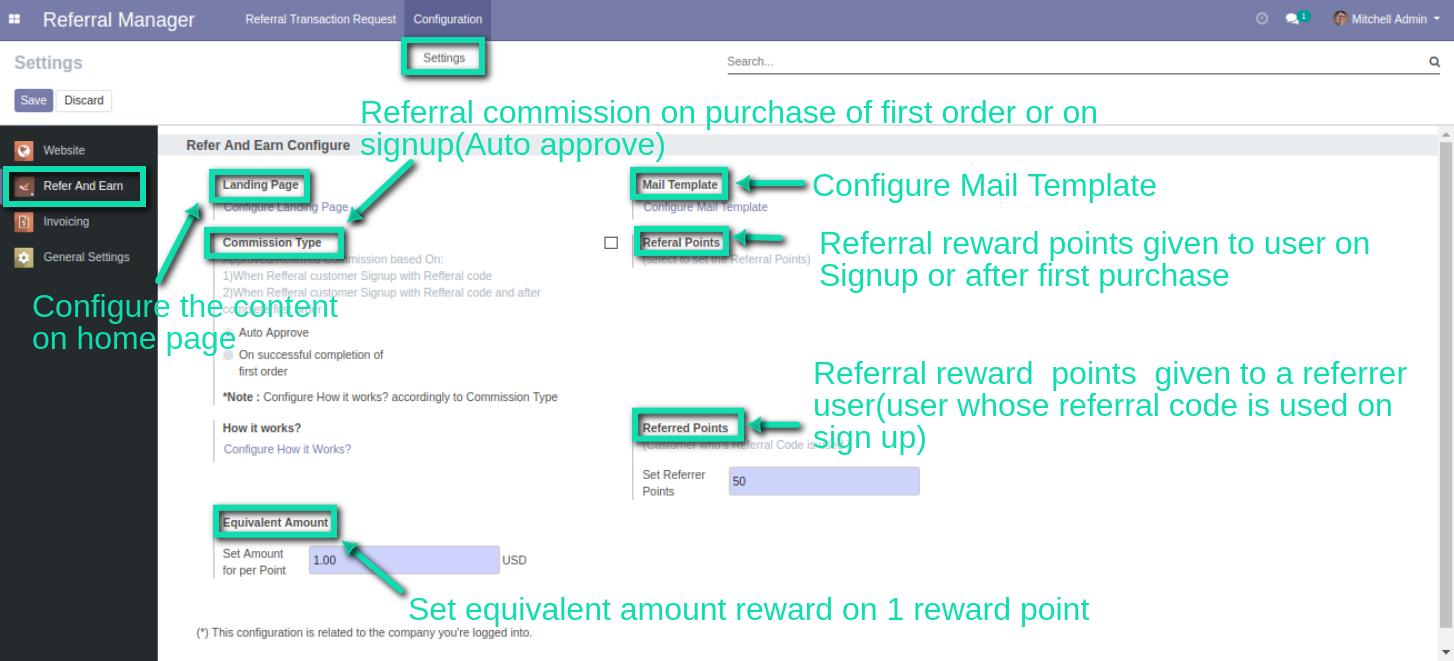 Referral Manager
Referral Transaction Request
Configuration
1
Mitchell Admin
Settings
Settings
Search...
Save
Discard
Referral commission on purchase of first order or on
signup(Auto approve)
Website
Refer And Earn
Invoicing
General Settings
Refer And Earn Configure
Landing Page
Configure Landing Page
Mail Template
Configure Mail Template
Configure Mail Template
Commission Type
Commission based On:
1)When Refferal customer Signup with Refferal code
2)When Refferal customer Signup with Refferal code and after
Referal Points
(select to set the Referral Points)
Referral reward points given to user on
Signup or after first purchase
Configure the content
on home page
Auto Approve
On successful completion of
first order
*Note : Configure How it works? accordingly to Commission Type
How it works?
Configure How it Works?
Referral reward  points  given to a referrer
user(user whose referral code is used on
sign up)
Referred Points
(Customer who's Referral Code is
Set Referrer
Points
50
Equivalent Amount
Set Amount
for per Point
1.00
USD
Set equivalent amount reward on 1 reward point
(*) This configuration is related to the company you're logged into.